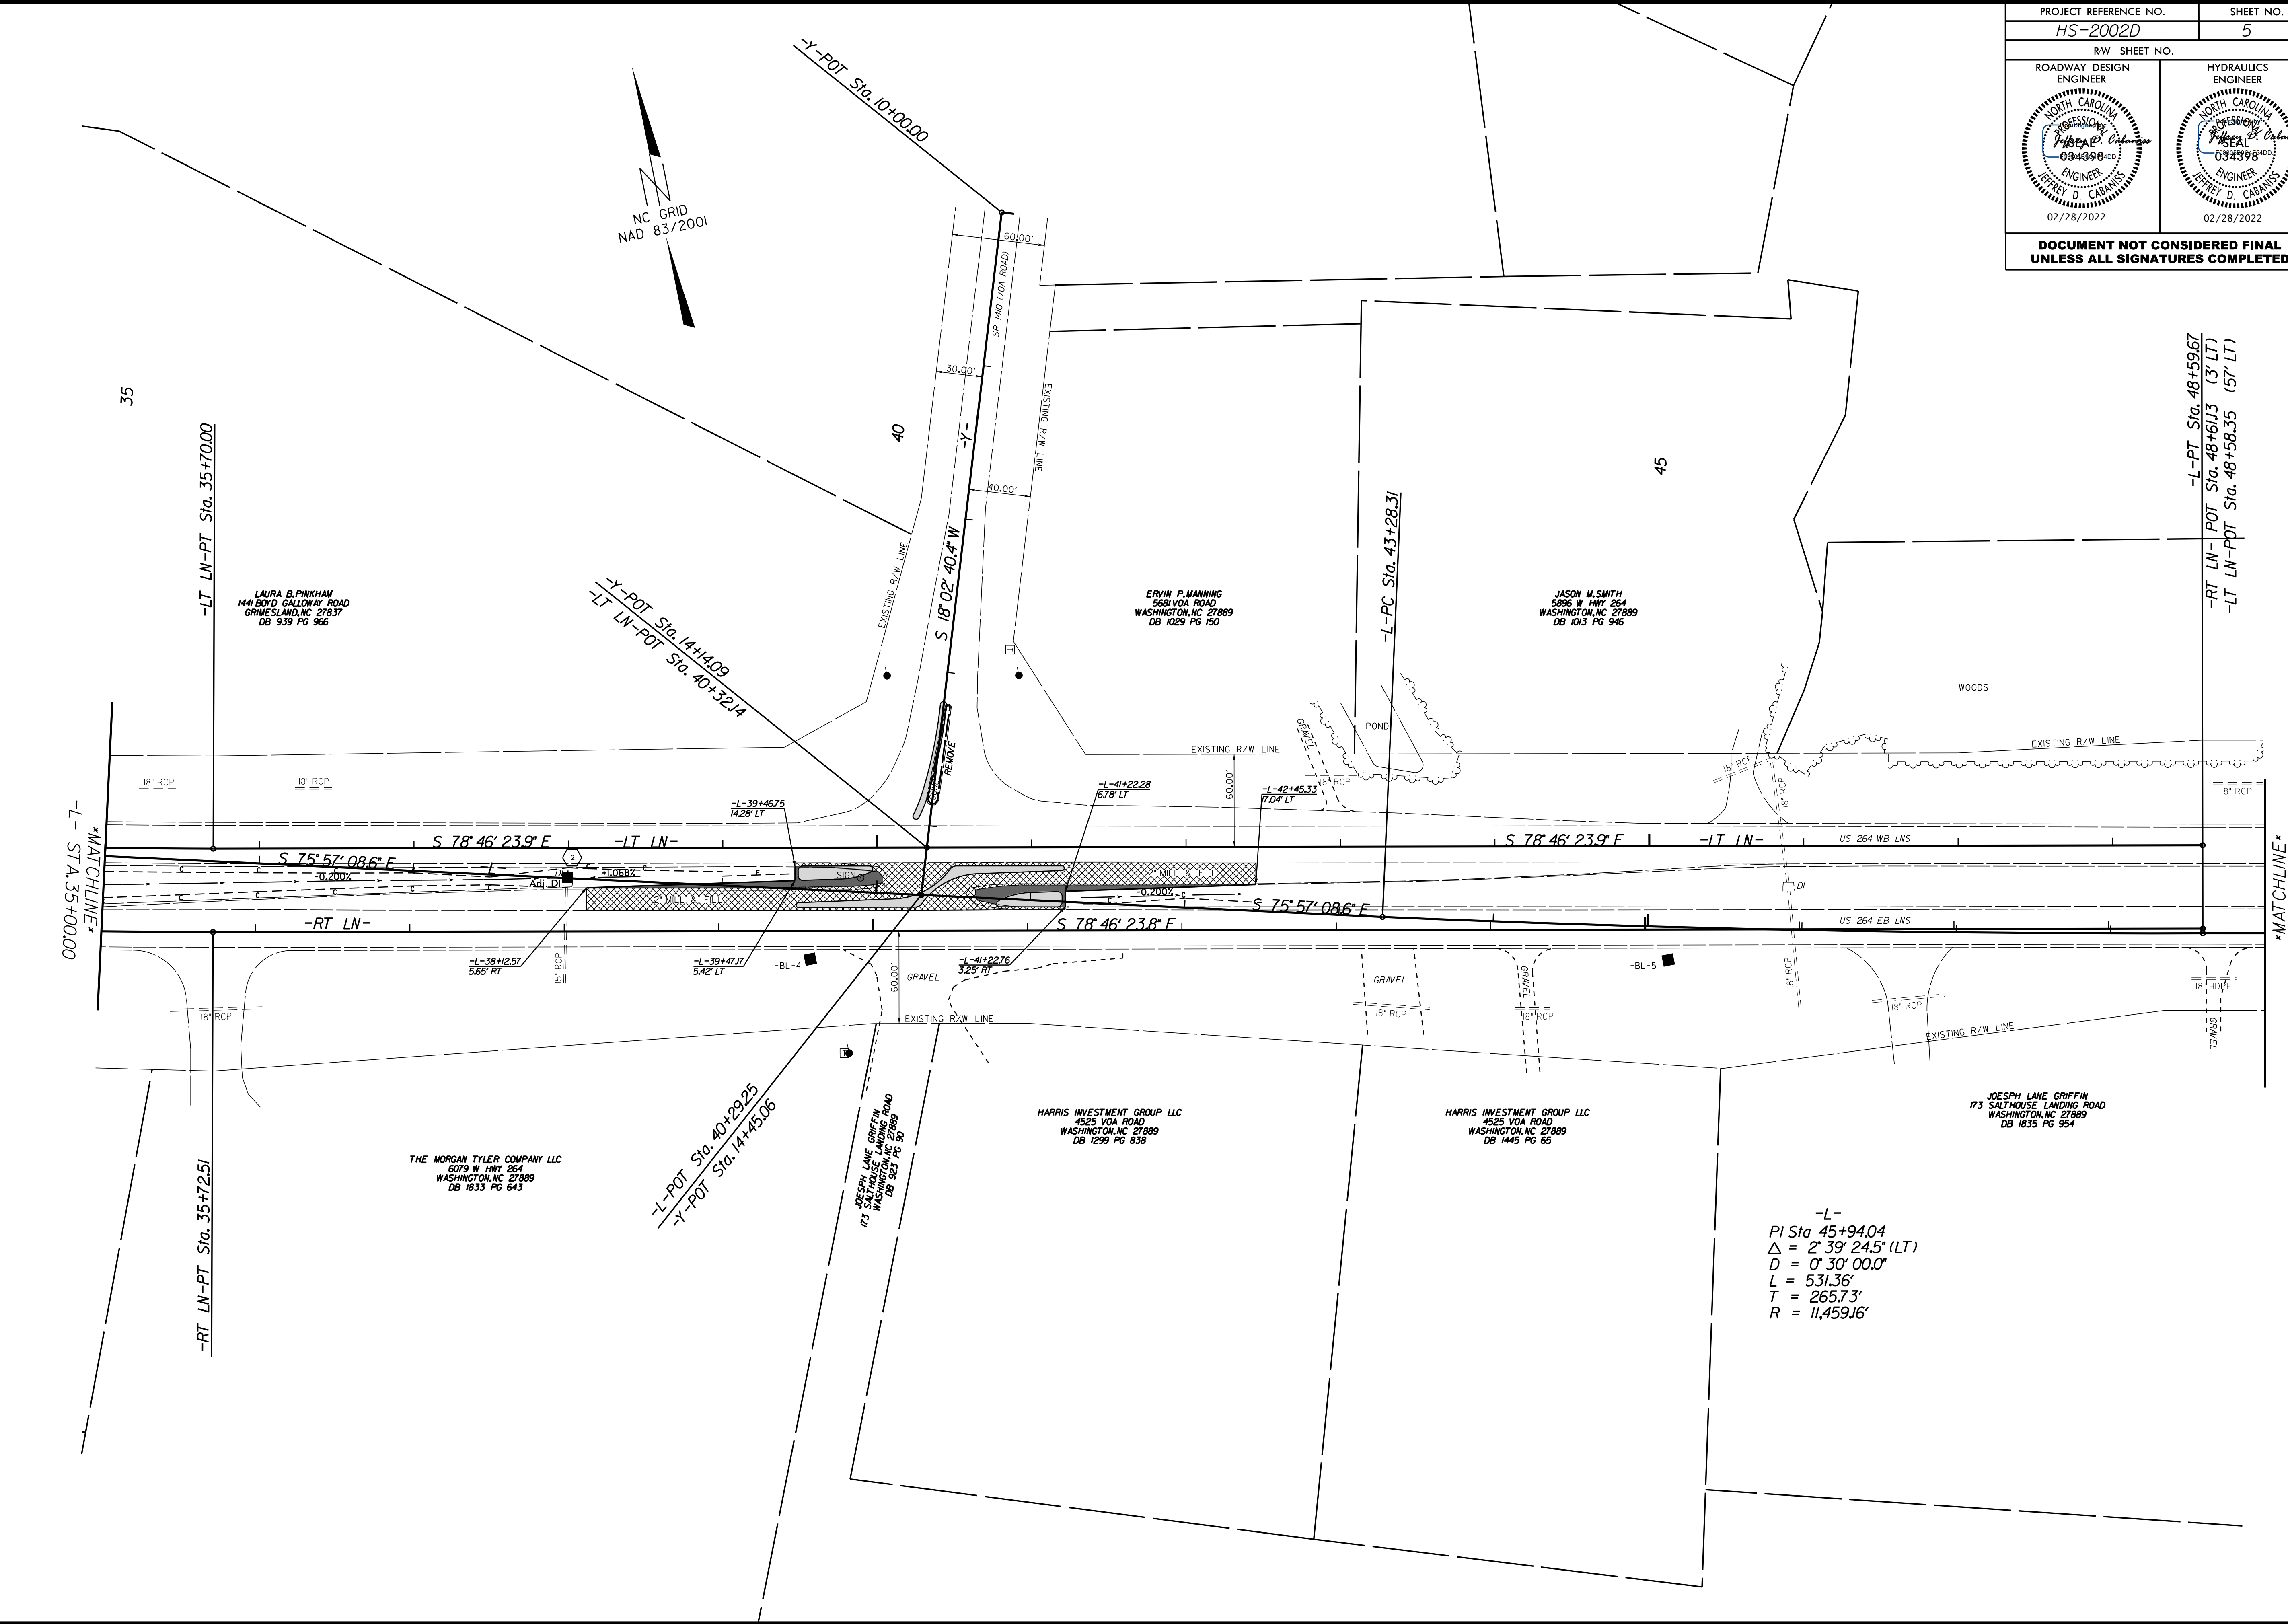 PROJECT REFERENCE NO.
SHEET NO.
HS-2002D
5
R/W SHEET NO.
ROADWAY DESIGN
ENGINEER
HYDRAULICS
ENGINEER
NORTH CAROLINA
PROFESSIONAL
SEAL
034398
ENGINEER
JEFFREY D. CABANISS
02/28/2022
NORTH CAROLINA
PROFESSIONAL
SEAL
034398
ENGINEER
JEFFREY D. CABANISS
02/28/2022
DOCUMENT NOT CONSIDERED FINAL
UNLESS ALL SIGNATURES COMPLETED
-Y-POT Sta. 10+00.00
NC GRID
NAD 83/2001
60.00'
SR 1410 (VOA ROAD)
30.00'
-Y-
EXISTING R/W LINE
40.00'
35
40
45
-LT LN-PT Sta. 35+70.00
-L-PC Sta. 43+28.31
-L-PT Sta. 48+59.67
-RT LN-POT Sta. 48+61.13 (3' LT)
-LT LN-POT Sta. 48+58.35 (57' LT)
EXISTING R/W LINE
S 18° 02' 40.4" W
LAURA B. PINKHAM
1441 BOYD GALLOWAY ROAD
GRIMESLAND, NC 27837
DB 939 PG 966
-Y-POT Sta. 14+14.09
-LT LN-POT Sta. 40+32.14
ERVIN P. MANNING
5681 VOA ROAD
WASHINGTON, NC 27889
DB 1029 PG 150
JASON M. SMITH
5896 W HWY 264
WASHINGTON, NC 27889
DB 1013 PG 946
T
WOODS
POND
GRAVEL
REMOVE
EXISTING R/W LINE
EXISTING R/W LINE
18" RCP
18" RCP
18" RCP
18" RCP
18" RCP
18" RCP
60.00'
-L-39+46.75
14.28' LT
-L-41+22.28
6.78' LT
-L-42+45.33
17.04' LT
*MATCHLINE*
-L- STA. 35+00.00
*MATCHLINE*
S 78° 46' 23.9" E
-LT LN-
S 78° 46' 23.9" E
-LT LN-
US 264 WB LNS
S 75° 57' 08.6" E
-L-
2
-0.200%
+1.068%
DI
Adj. DI
SIGN
MILL & FILL
MILL & FILL
-0.200%
S 75° 57' 08.6" E
DI
-RT LN-
S 78° 46' 23.8" E
US 264 EB LNS
-L-38+12.57
5.65' RT
15" RCP
-L-39+47.17
5.42' LT
-BL-4
60.00'
GRAVEL
-L-41+22.76
3.25' RT
GRAVEL
GRAVEL
-BL-5
18" RCP
18" RCP
18" RCP
18" RCP
18" RCP
18" HDPE
GRAVEL
EXISTING R/W LINE
EXISTING R/W LINE
-L-POT Sta. 40+29.25
-Y-POT Sta. 14+45.06
JOESPH LANE GRIFFIN
173 SALTHOUSE LANDING ROAD
WASHINGTON, NC 27889
DB 923 PG 90
HARRIS INVESTMENT GROUP LLC
4525 VOA ROAD
WASHINGTON, NC 27889
DB 1299 PG 838
HARRIS INVESTMENT GROUP LLC
4525 VOA ROAD
WASHINGTON, NC 27889
DB 1445 PG 65
JOESPH LANE GRIFFIN
173 SALTHOUSE LANDING ROAD
WASHINGTON, NC 27889
DB 1835 PG 954
THE MORGAN TYLER COMPANY LLC
6079 W HWY 264
WASHINGTON, NC 27889
DB 1833 PG 643
-RT LN-PT Sta. 35+72.51
-L-
PI Sta 45+94.04
△ = 2° 39' 24.5" (LT)
D = 0° 30' 00.0"
L = 531.36'
T = 265.73'
R = 11,459.16'